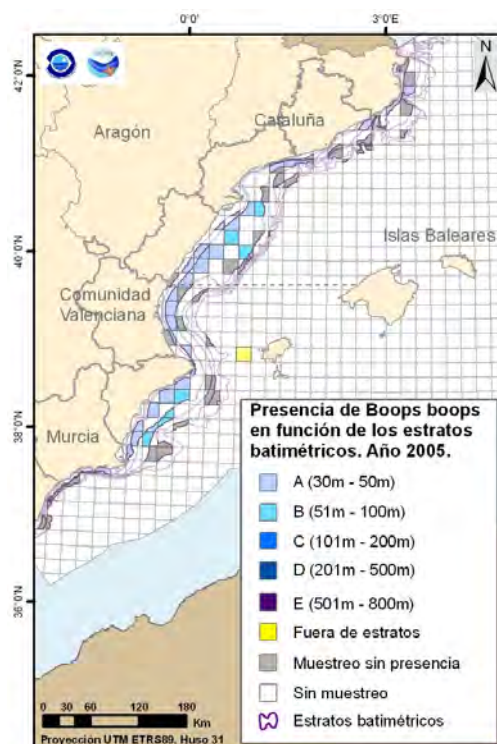 0°0'
3°0'E
N
42°0'N
Cataluña
Aragón
40°0'N
Islas Baleares
Comunidad
Valenciana
38°0'N
Murcia
36°0'N
Presencia de Boops boops
en función de los estratos
batimétricos. Año 2005.
A (30m - 50m)
B (51m - 100m)
C (101m - 200m)
D (201m - 500m)
E (501m - 800m)
Fuera de estratos
Muestreo sin presencia
Sin muestreo
Estratos batimétricos
0 30 60 120 180
Km
Proyección UTM ETRS89. Huso 31